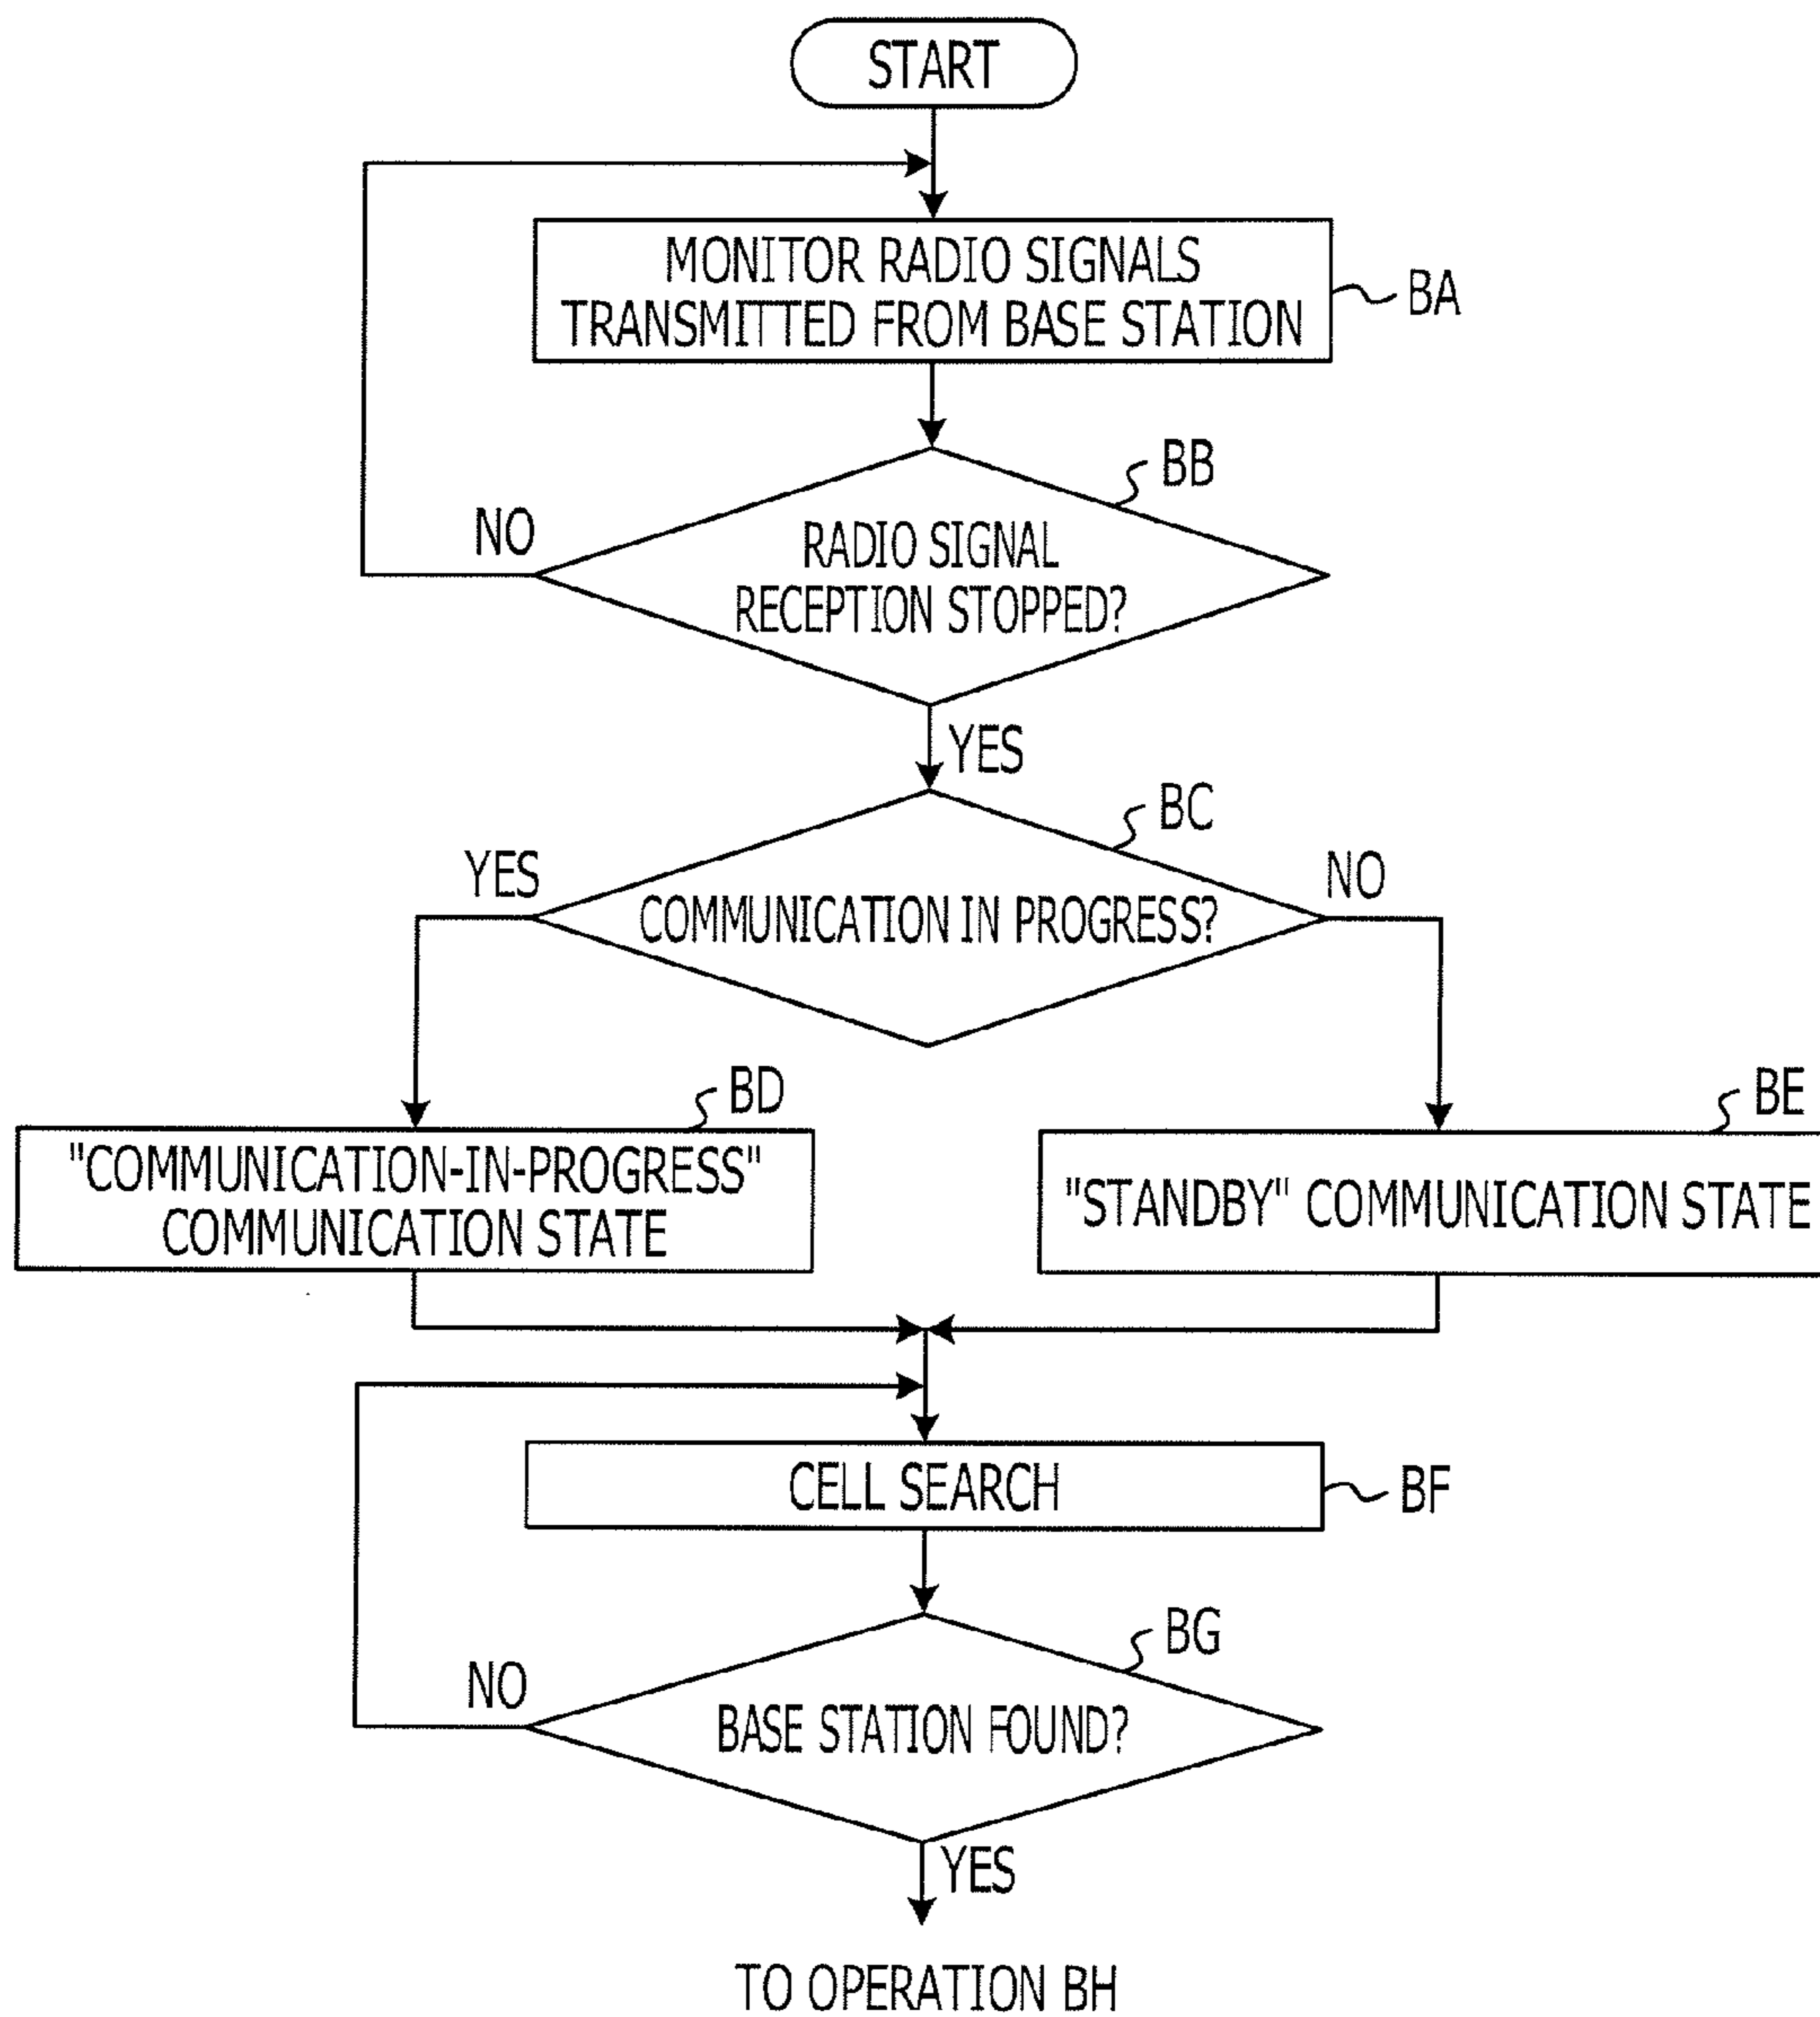 START
MONITOR RADIO SIGNALS
TRANSMITTED FROM BASE STATION
BA
BB
NO
RADIO SIGNAL
RECEPTION STOPPED?
YES
BC
YES
NO
COMMUNICATION IN PROGRESS?
BD
BE
"COMMUNICATION-IN-PROGRESS"
COMMUNICATION STATE
"STANDBY" COMMUNICATION STATE
CELL SEARCH
BF
BG
NO
BASE STATION FOUND?
YES
TO OPERATION BH